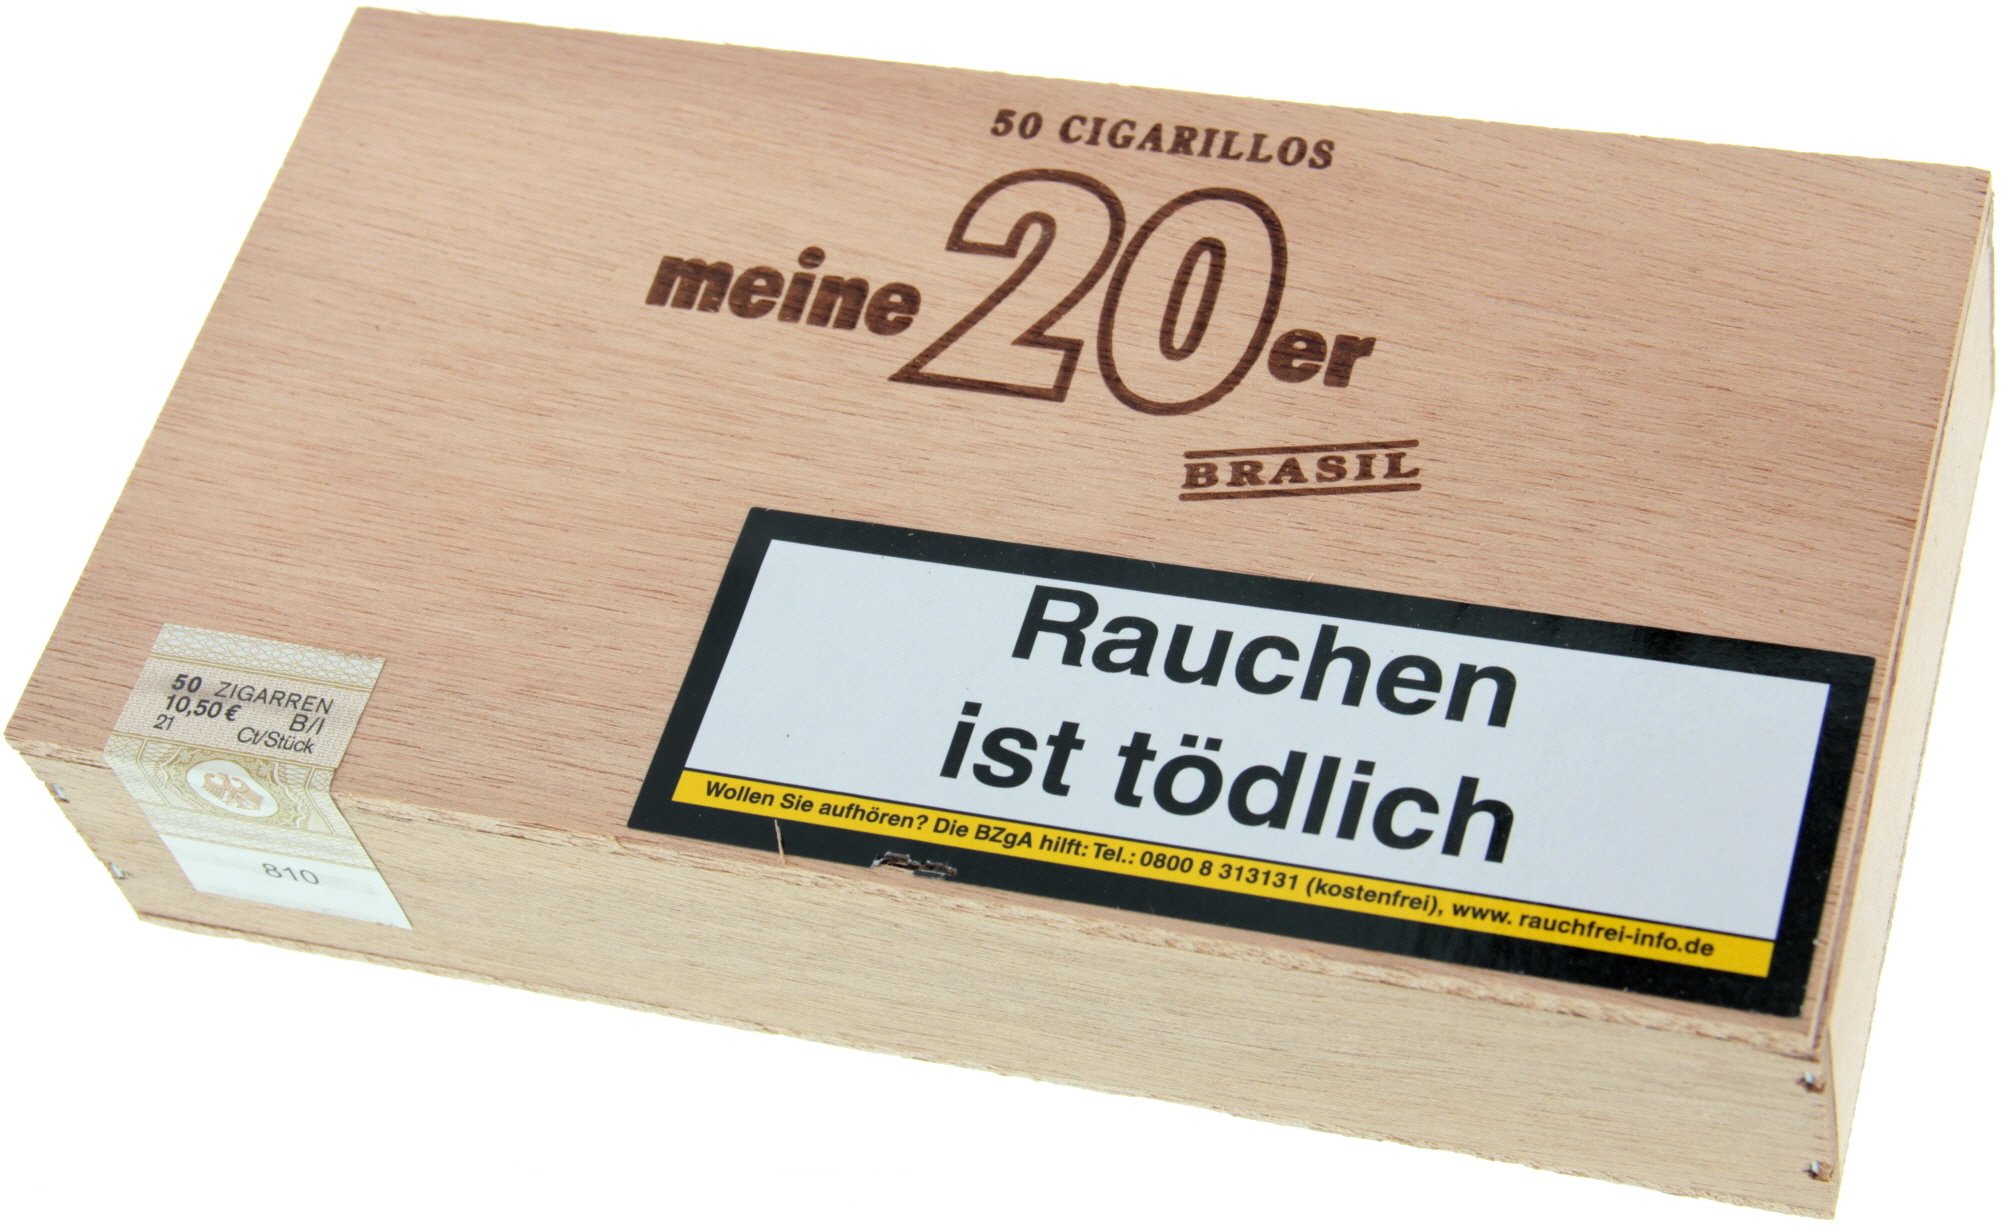 50 CIGARILLOS
meine 20er
BRASIL
Rauchen
ist tödlich
Wollen Sie aufhören? Die BZgA hilft: Tel.: 0800 8 313131 (kostenfrei), www. rauchfrei-info.de
50 ZIGARREN
10,50 € B/I
21 Ct/Stück
810